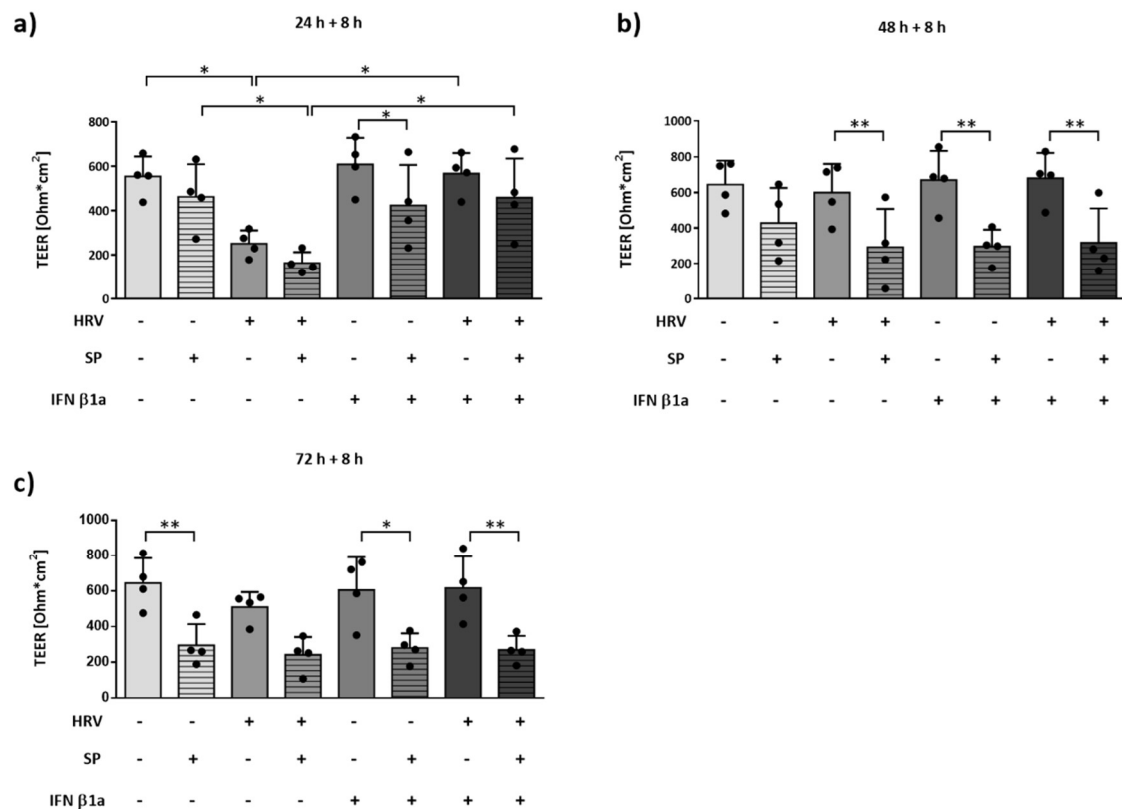 a)
24 h + 8 h
* *
* *
*
800
600
400
200
0
TEER [Ohm*cm²]
HRV - - + + - - + +
SP - + - + - + - +
IFN β1a - - - - + + + +
b)
48 h + 8 h
** ** **
1000
800
600
400
200
0
TEER [Ohm*cm²]
HRV - - + + - - + +
SP - + - + - + - +
IFN β1a - - - - + + + +
c)
72 h + 8 h
** * **
1000
800
600
400
200
0
TEER [Ohm*cm²]
HRV - - + + - - + +
SP - + - + - + - +
IFN β1a - - - - + + + +